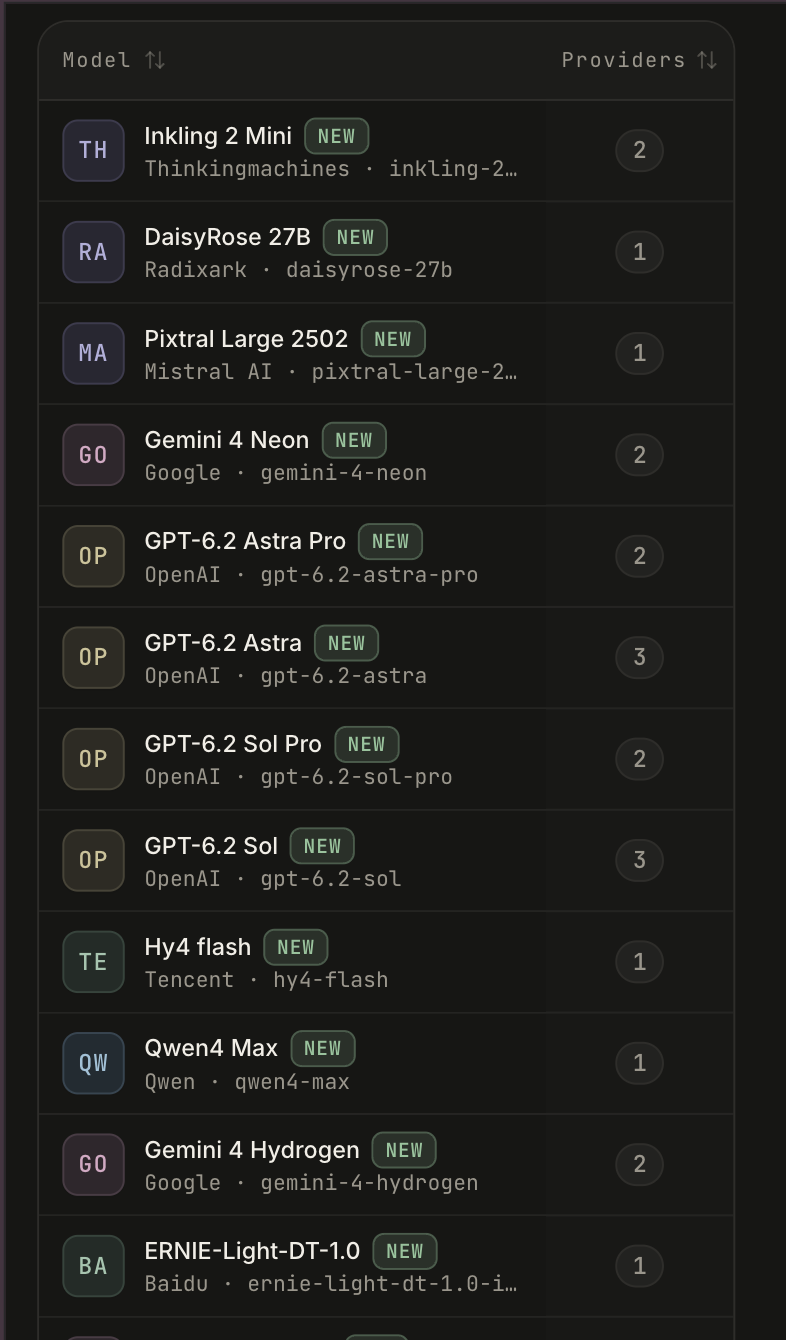 Model Providers
TH Inkling 2 Mini NEW 2
Thinkingmachines · inkling-2…
RA DaisyRose 27B NEW 1
Radixark · daisyrose-27b
MA Pixtral Large 2502 NEW 1
Mistral AI · pixtral-large-2…
GO Gemini 4 Neon NEW 2
Google · gemini-4-neon
OP GPT-6.2 Astra Pro NEW 2
OpenAI · gpt-6.2-astra-pro
OP GPT-6.2 Astra NEW 3
OpenAI · gpt-6.2-astra
OP GPT-6.2 Sol Pro NEW 2
OpenAI · gpt-6.2-sol-pro
OP GPT-6.2 Sol NEW 3
OpenAI · gpt-6.2-sol
TE Hy4 flash NEW 1
Tencent · hy4-flash
QW Qwen4 Max NEW 1
Qwen · qwen4-max
GO Gemini 4 Hydrogen NEW 2
Google · gemini-4-hydrogen
BA ERNIE-Light-DT-1.0 NEW 1
Baidu · ernie-light-dt-1.0-i…